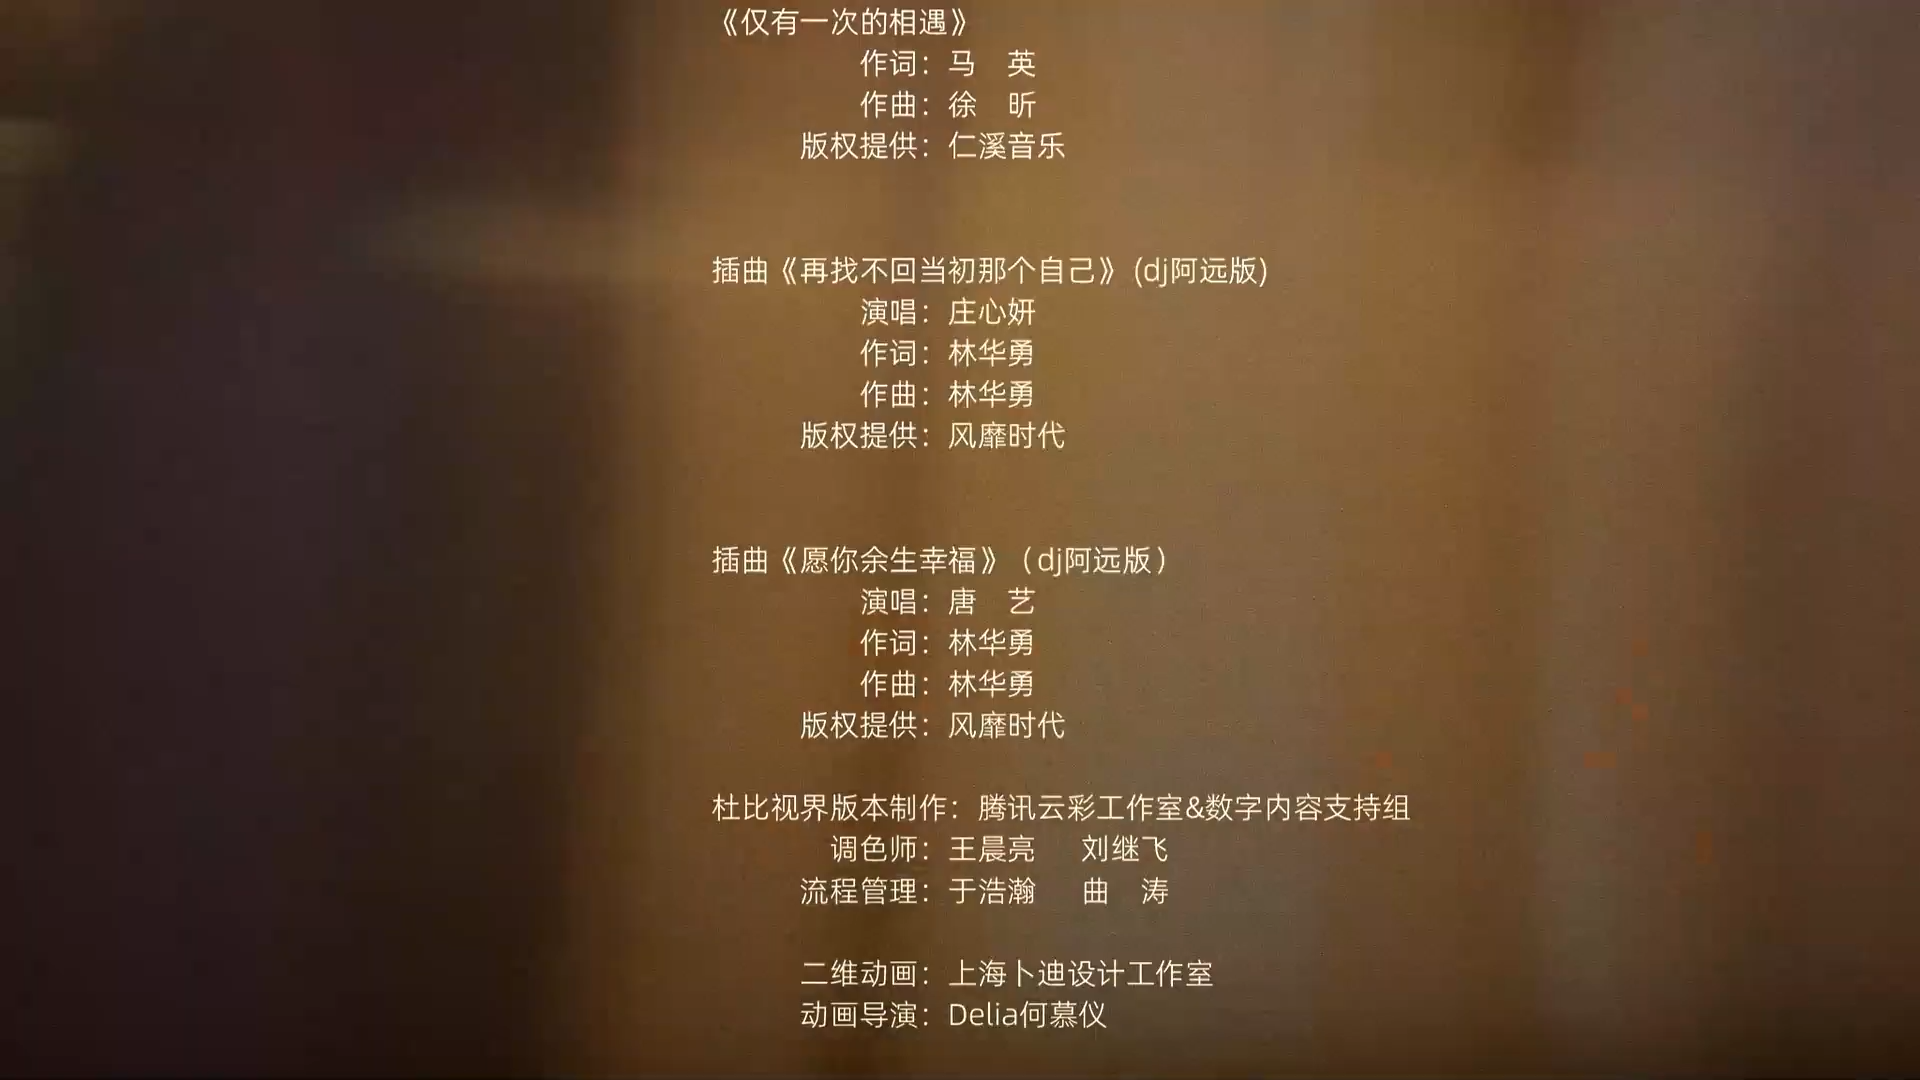 《仅有一次的相遇》
作词：马 英
作曲：徐 昕
版权提供：仁溪音乐
插曲《再找不回当初那个自己》(dj阿远版)
演唱：庄心妍
作词：林华勇
作曲：林华勇
版权提供：风靡时代
插曲《愿你余生幸福》（dj阿远版）
演唱：唐 艺
作词：林华勇
作曲：林华勇
版权提供：风靡时代
杜比视界版本制作：腾讯云彩工作室&数字内容支持组
调色师：王晨亮 刘继飞
流程管理：于浩瀚 曲 涛
二维动画：上海卜迪设计工作室
动画导演：Delia何慕仪